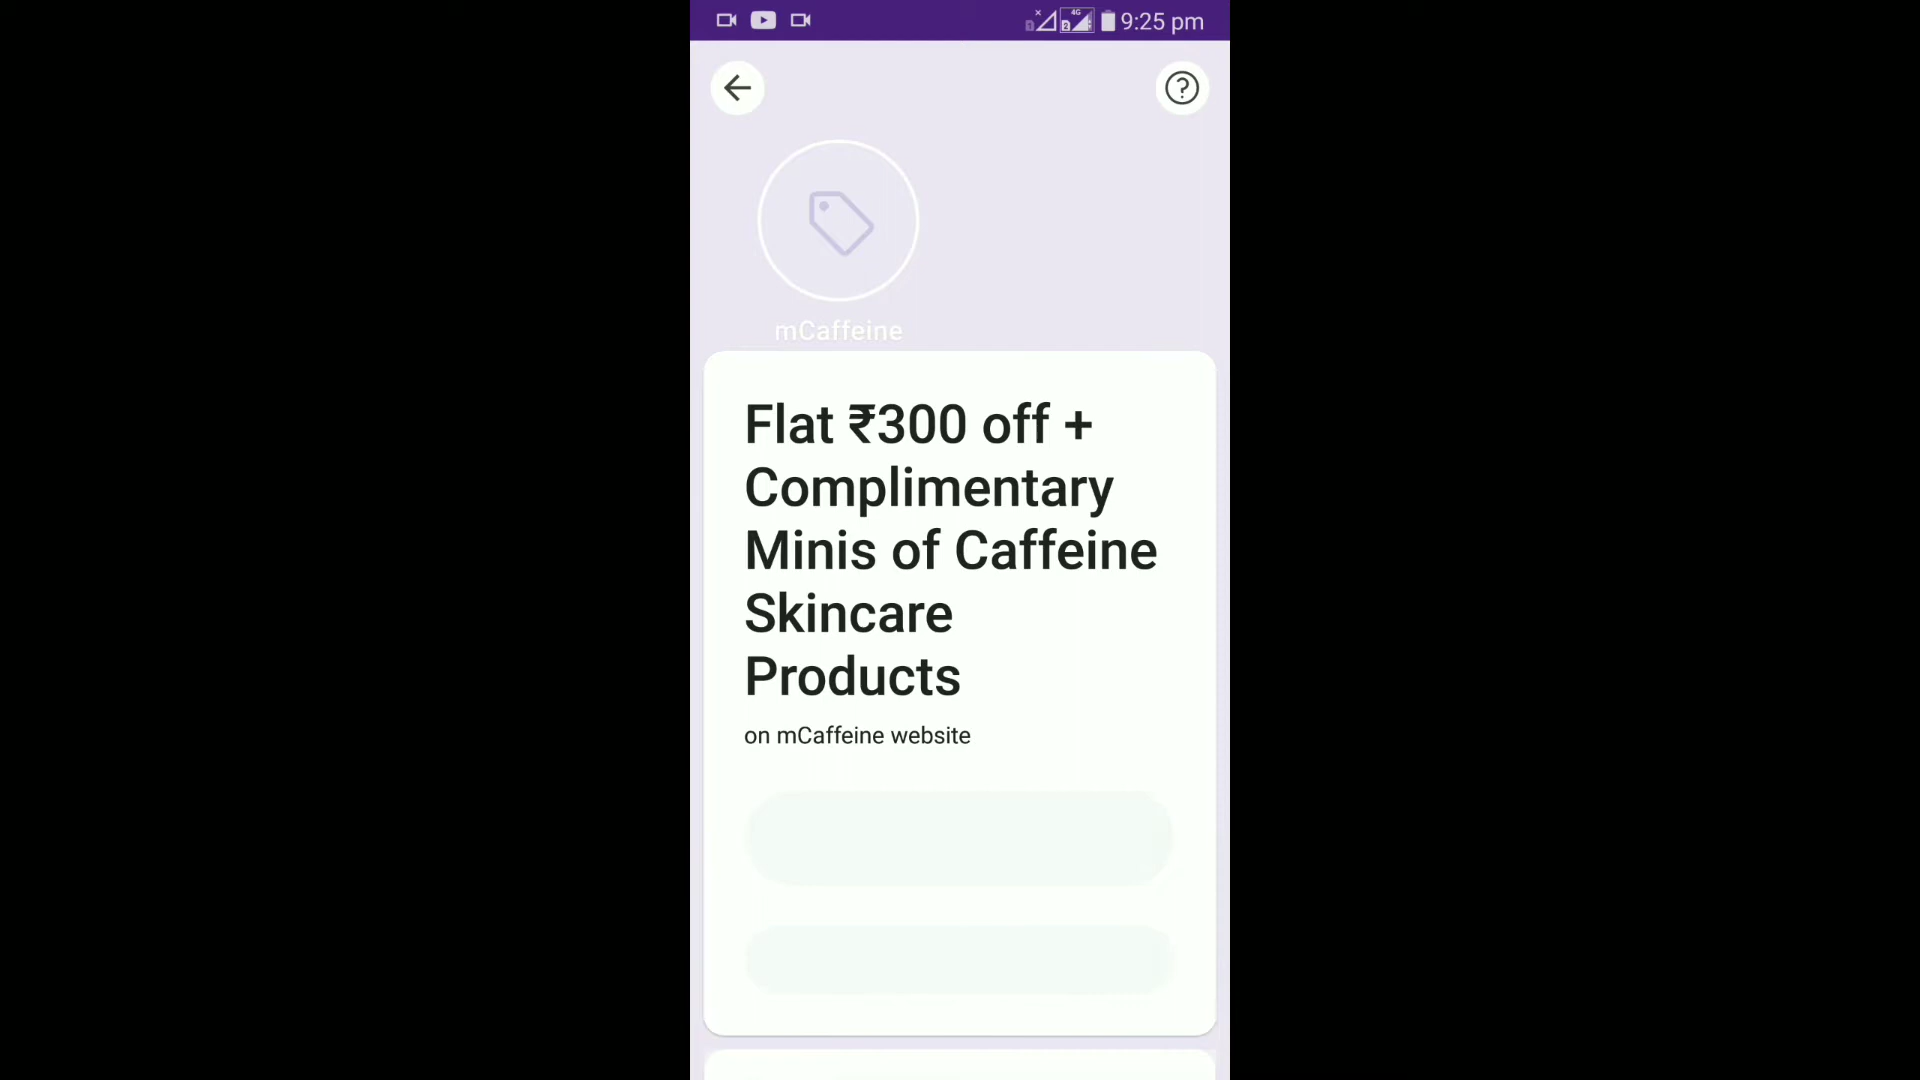 9:25 pm
mCaffeine
Flat ₹300 off +
Complimentary
Minis of Caffeine
Skincare
Products
on mCaffeine website